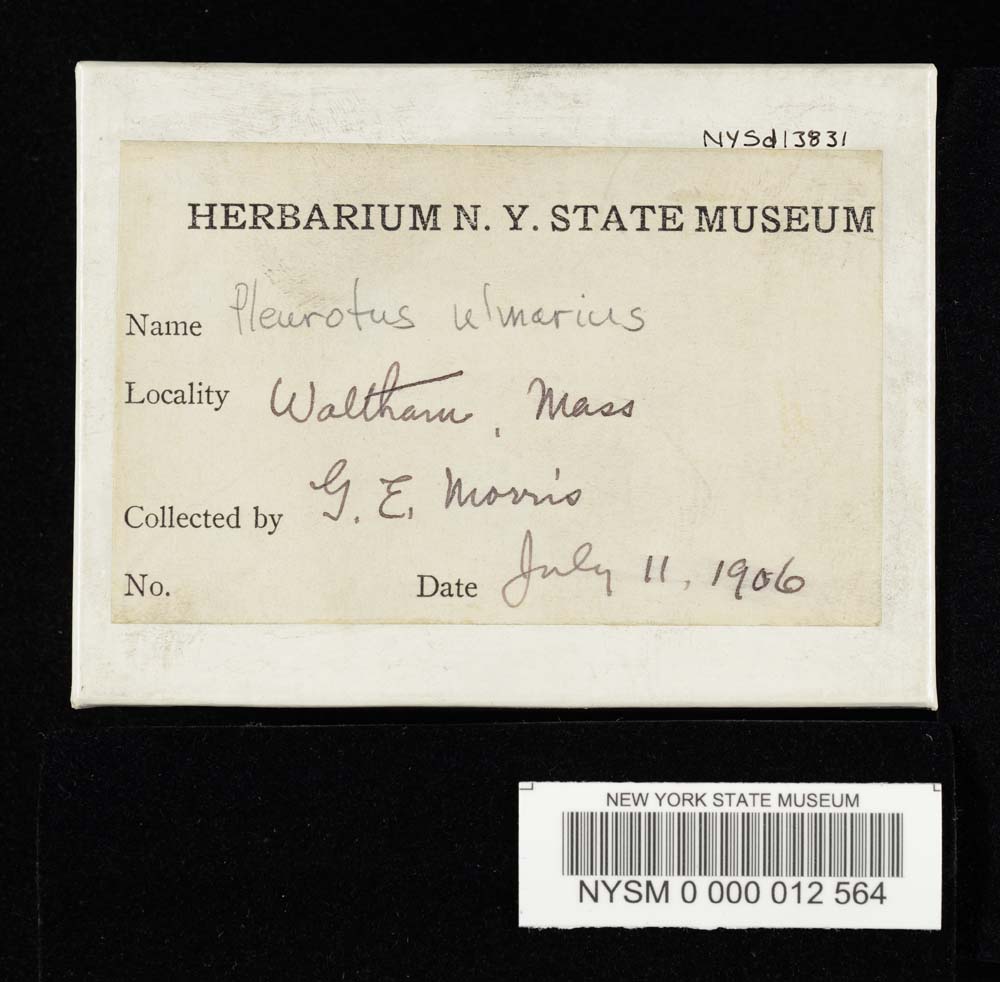 NYSd13831
HERBARIUM N. Y. STATE MUSEUM
Name Pleurotus ulmarius
Locality Waltham, Mass
Collected by G. E. Morris
No. Date July 11, 1906
NEW YORK STATE MUSEUM
NYSM 0 000 012 564